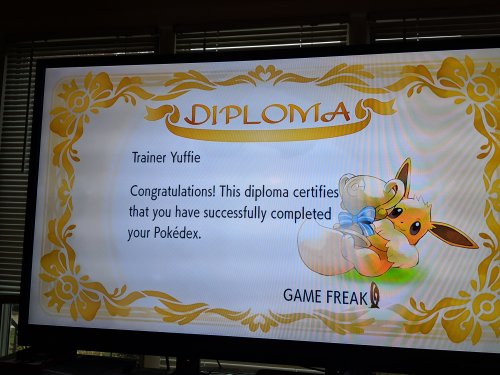 DIPLOMA
Trainer Yuffie
Congratulations! This diploma certifies
that you have successfully completed
your Pokédex.
GAME FREAK